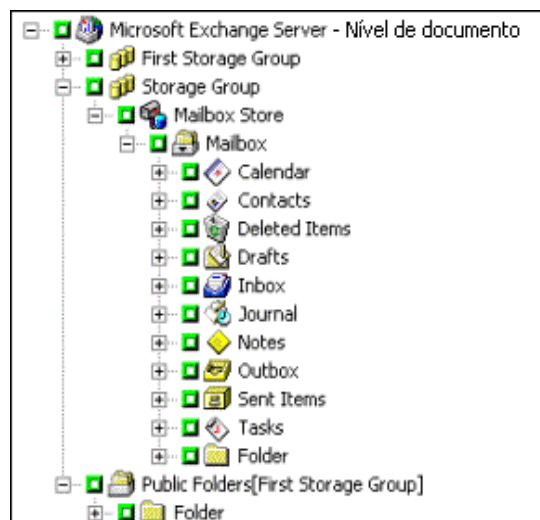 Microsoft Exchange Server - Nível de documento
First Storage Group
Storage Group
Mailbox Store
Mailbox
Calendar
Contacts
Deleted Items
Drafts
Inbox
Journal
Notes
Outbox
Sent Items
Tasks
Folder
Public Folders[First Storage Group]
Folder